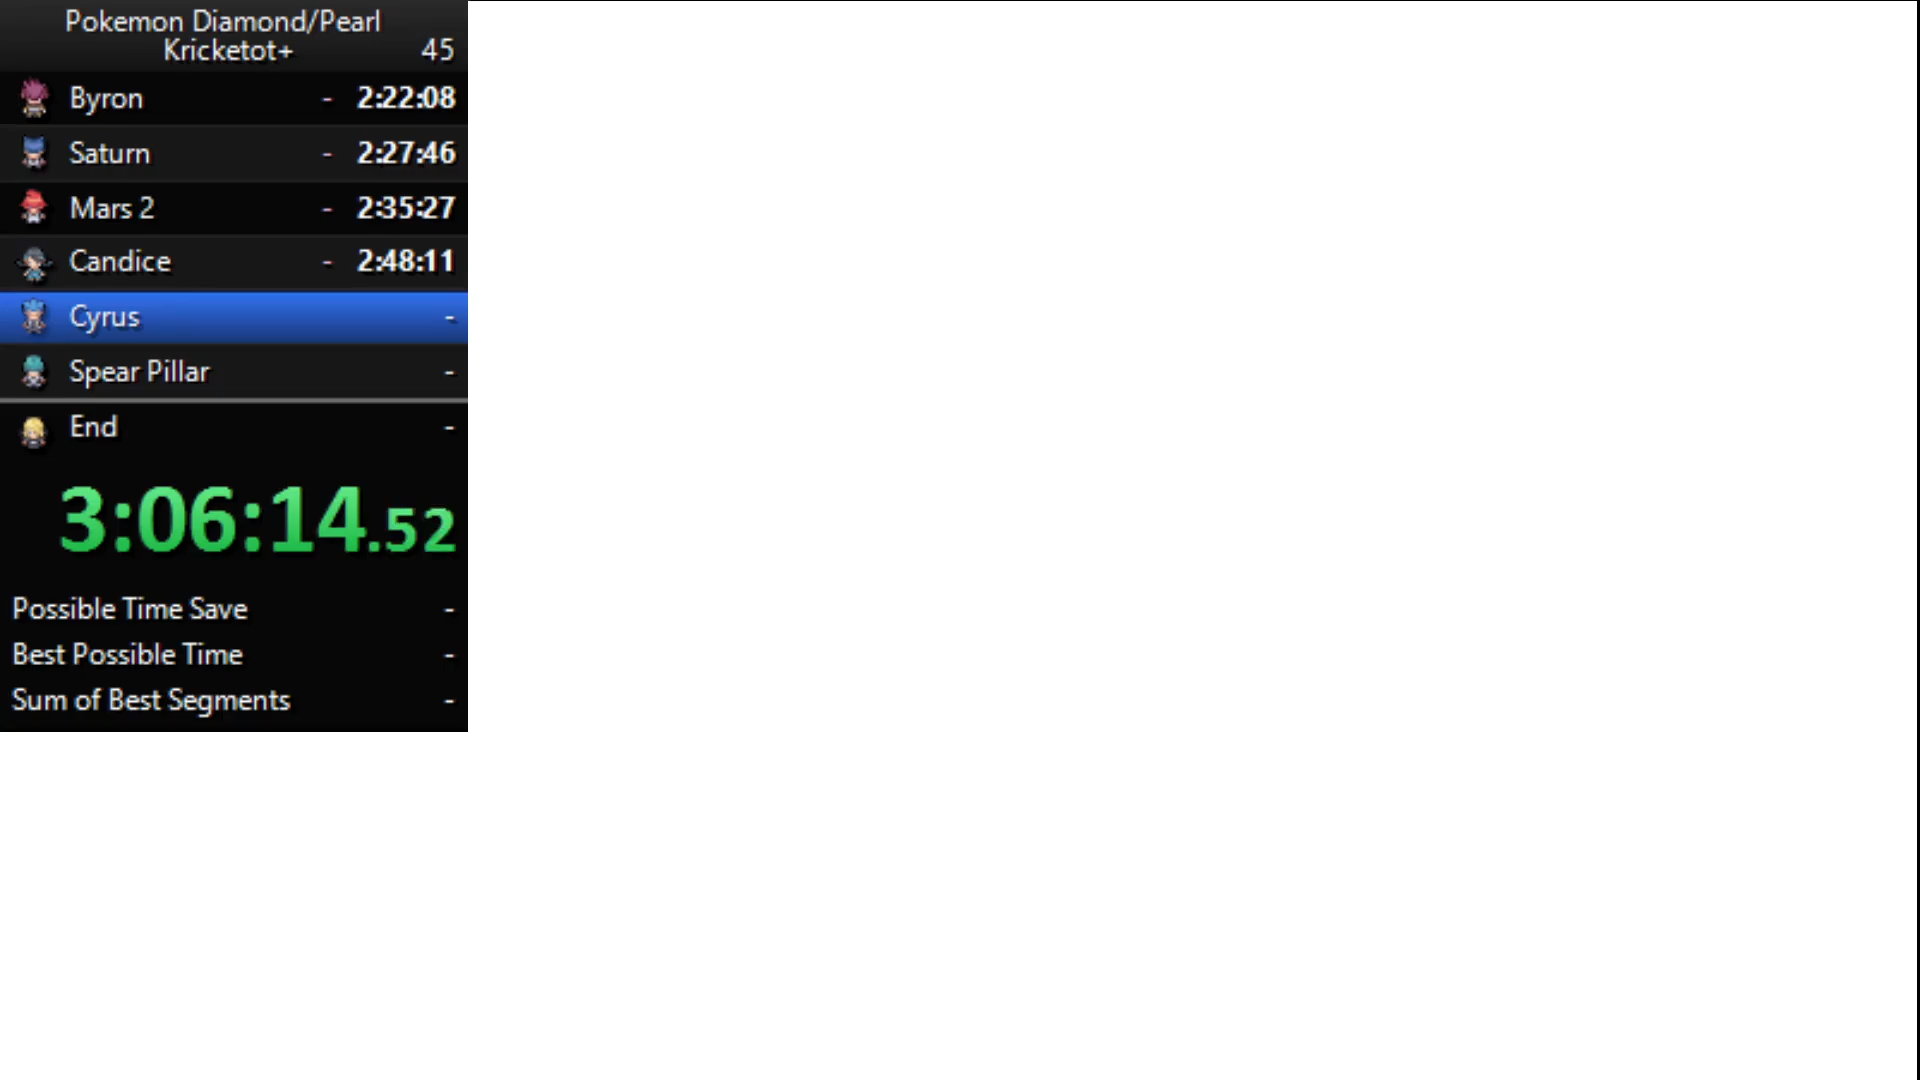 Pokemon Diamond/Pearl
Kricketot+ 45
Byron - 2:22:08
Saturn - 2:27:46
Mars 2 - 2:35:27
Candice - 2:48:11
Cyrus -
Spear Pillar -
End -
3:06:14.52
Possible Time Save -
Best Possible Time -
Sum of Best Segments -